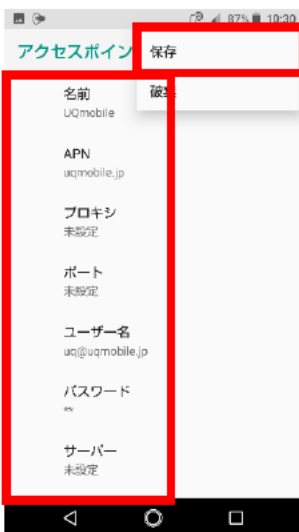 87% 10:30
アクセスポイン
保存
破棄
名前
UQmobile
APN
uqmobile.jp
プロキシ
未設定
ポート
未設定
ユーザー名
uq@uqmobile.jp
パスワード
**
サーバー
未設定